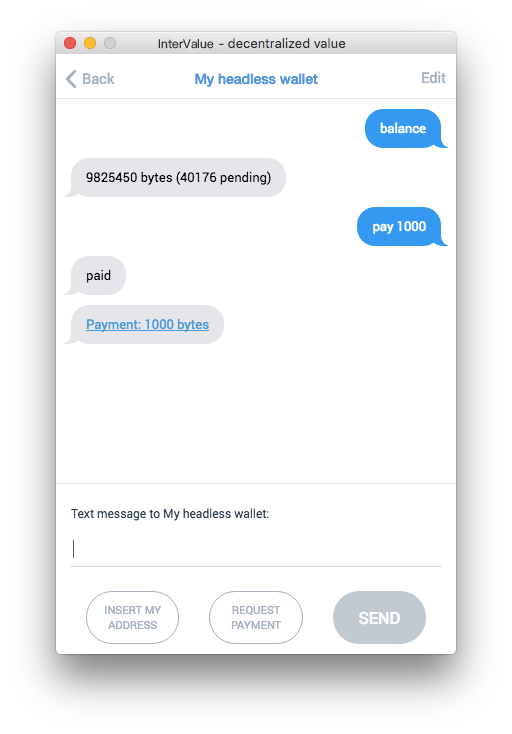 InterValue - decentralized value
Back
My headless wallet
Edit
balance
9825450 bytes (40176 pending)
pay 1000
paid
Payment: 1000 bytes
Text message to My headless wallet:
INSERT MY
ADDRESS
REQUEST
PAYMENT
SEND